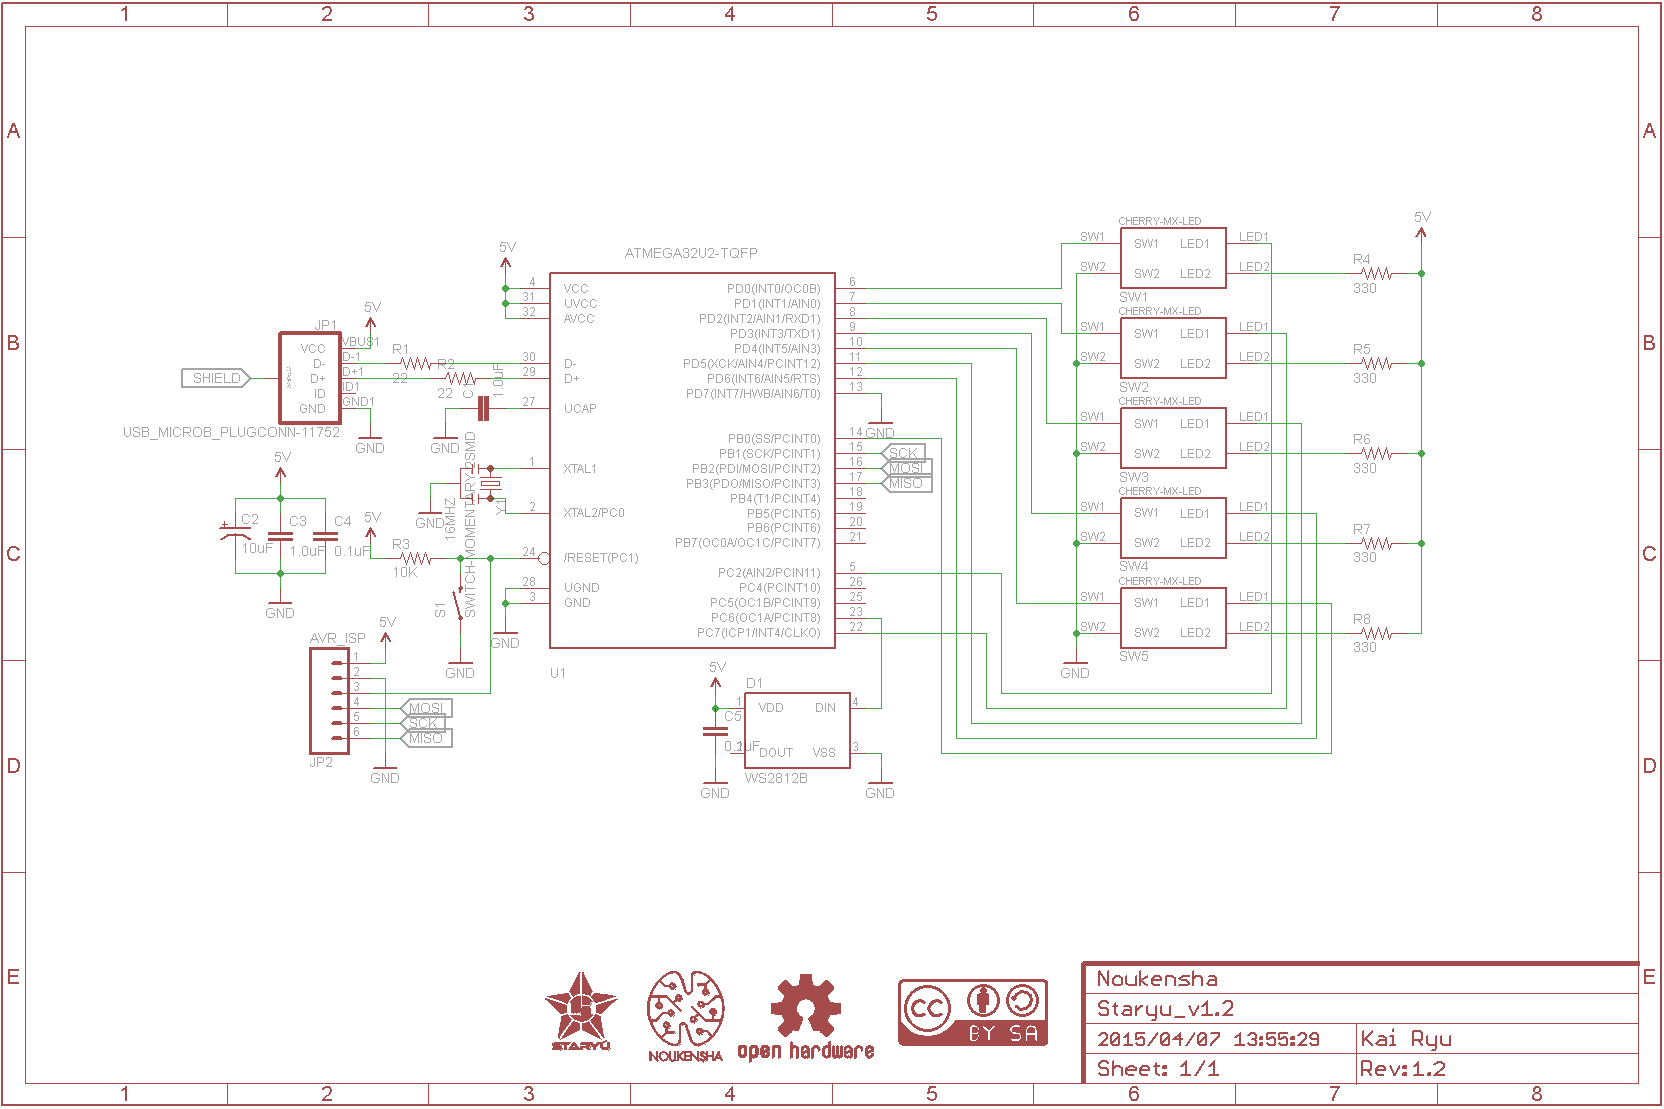 1 2 3 4 5 6 7 8
A A
B B
C C
D D
E E
ATMEGA32U2-TQFP
U1
5V
4 VCC
31 UVCC
32 AVCC
30 D-
29 D+
27 UCAP
1 XTAL1
2 XTAL2/PC0
24 /RESET(PC1)
28 UGND
3 GND
GND
PD0(INT0/OC0B) 6
PD1(INT1/AIN0) 7
PD2(INT2/AIN1/RXD1) 8
PD3(INT3/TXD1) 9
PD4(INT5/AIN3) 10
PD5(XCK/AIN4/PCINT12) 11
PD6(INT6/AIN5/RTS) 12
PD7(INT7/HWB/AIN6/T0) 13
GND
PB0(SS/PCINT0) 14
PB1(SCK/PCINT1) 15 SCK
PB2(PDI/MOSI/PCINT2) 16 MOSI
PB3(PDO/MISO/PCINT3) 17 MISO
PB4(T1/PCINT4) 18
PB5(PCINT5) 19
PB6(PCINT6) 20
PB7(OC0A/OC1C/PCINT7) 21
PC2(AIN2/PCIN11) 5
PC4(PCINT10) 26
PC5(OC1B/PCINT9) 25
PC6(OC1A/PCINT8) 23
PC7(ICP1/INT4/CLKO) 22
SHIELD
JP1
5V
SHIELD
VCC VBUS1
D- D-1
D+ D+1
ID ID1
GND GND1
USB_MICROB_PLUGCONN-11752
GND
R1
22
R2
22
C1
1.0uF
GND
GND
16MHZ
Y1
SWITCH-MOMENTARY-2SMD
S1
GND
5V
R3
10K
5V
+
C2
10uF
C3
1.0uF
C4
0.1uF
GND
AVR_ISP
5V
1
2
3
4 MOSI
5 SCK
6 MISO
JP2
GND
5V
D1
C5
0.1uF
1 VDD DIN 4
2 DOUT VSS 3
WS2812B
GND
GND
CHERRY-MX-LED
SW1 SW1 LED1 LED1
SW2 SW2 LED2 LED2
SW1
CHERRY-MX-LED
SW1 SW1 LED1 LED1
SW2 SW2 LED2 LED2
SW2
CHERRY-MX-LED
SW1 SW1 LED1 LED1
SW2 SW2 LED2 LED2
SW3
CHERRY-MX-LED
SW1 SW1 LED1 LED1
SW2 SW2 LED2 LED2
SW4
CHERRY-MX-LED
SW1 SW1 LED1 LED1
SW2 SW2 LED2 LED2
SW5
GND
5V
R4
330
R5
330
R6
330
R7
330
R8
330
STARYU
NOUKENSHA
open hardware
cc
BY SA
Noukensha
Staryu_v1.2
2015/04/07 13:55:29 Kai Ryu
Sheet: 1/1 Rev:1.2
1 2 3 4 5 6 7 8